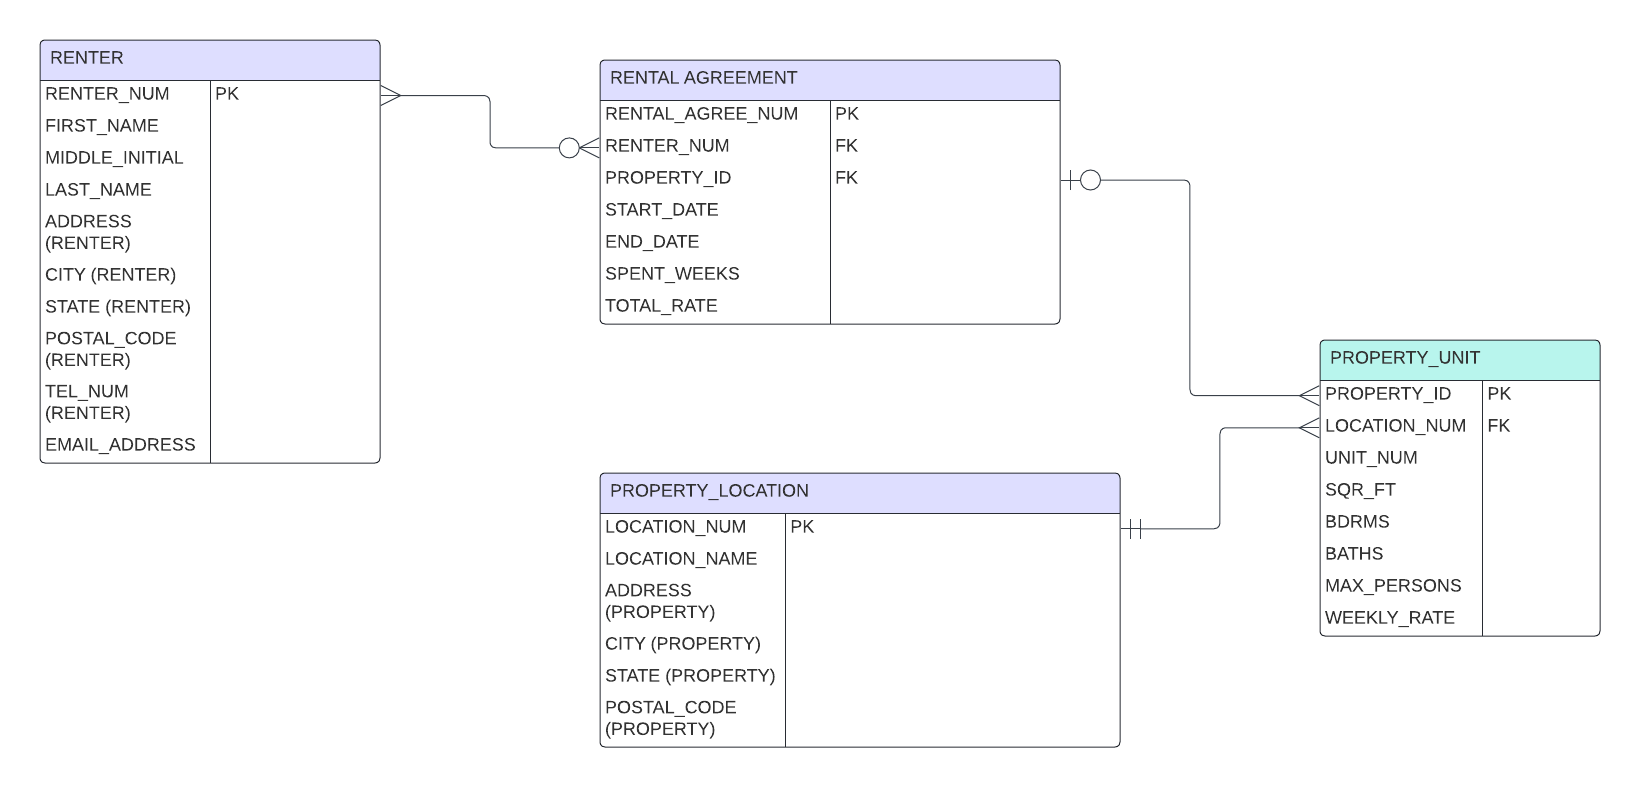 RENTER
RENTER_NUM PK
FIRST_NAME
MIDDLE_INITIAL
LAST_NAME
ADDRESS
(RENTER)
CITY (RENTER)
STATE (RENTER)
POSTAL_CODE
(RENTER)
TEL_NUM
(RENTER)
EMAIL_ADDRESS
RENTAL AGREEMENT
RENTAL_AGREE_NUM PK
RENTER_NUM FK
PROPERTY_ID FK
START_DATE
END_DATE
SPENT_WEEKS
TOTAL_RATE
PROPERTY_LOCATION
LOCATION_NUM PK
LOCATION_NAME
ADDRESS
(PROPERTY)
CITY (PROPERTY)
STATE (PROPERTY)
POSTAL_CODE
(PROPERTY)
PROPERTY_UNIT
PROPERTY_ID PK
LOCATION_NUM FK
UNIT_NUM
SQR_FT
BDRMS
BATHS
MAX_PERSONS
WEEKLY_RATE